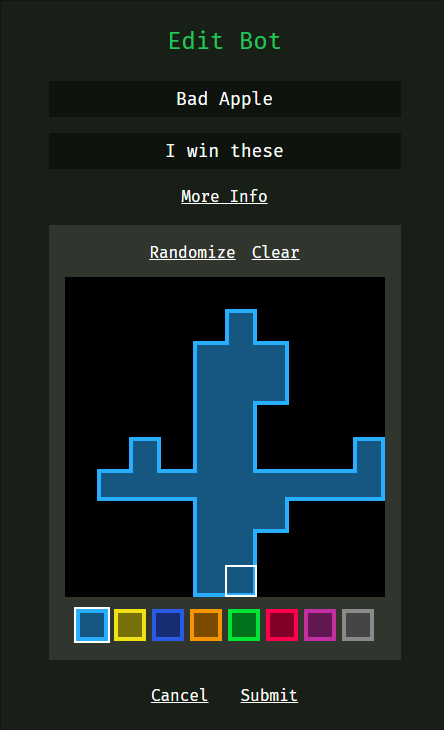 Edit Bot
Bad Apple
I win these
More Info
Randomize Clear
Cancel Submit